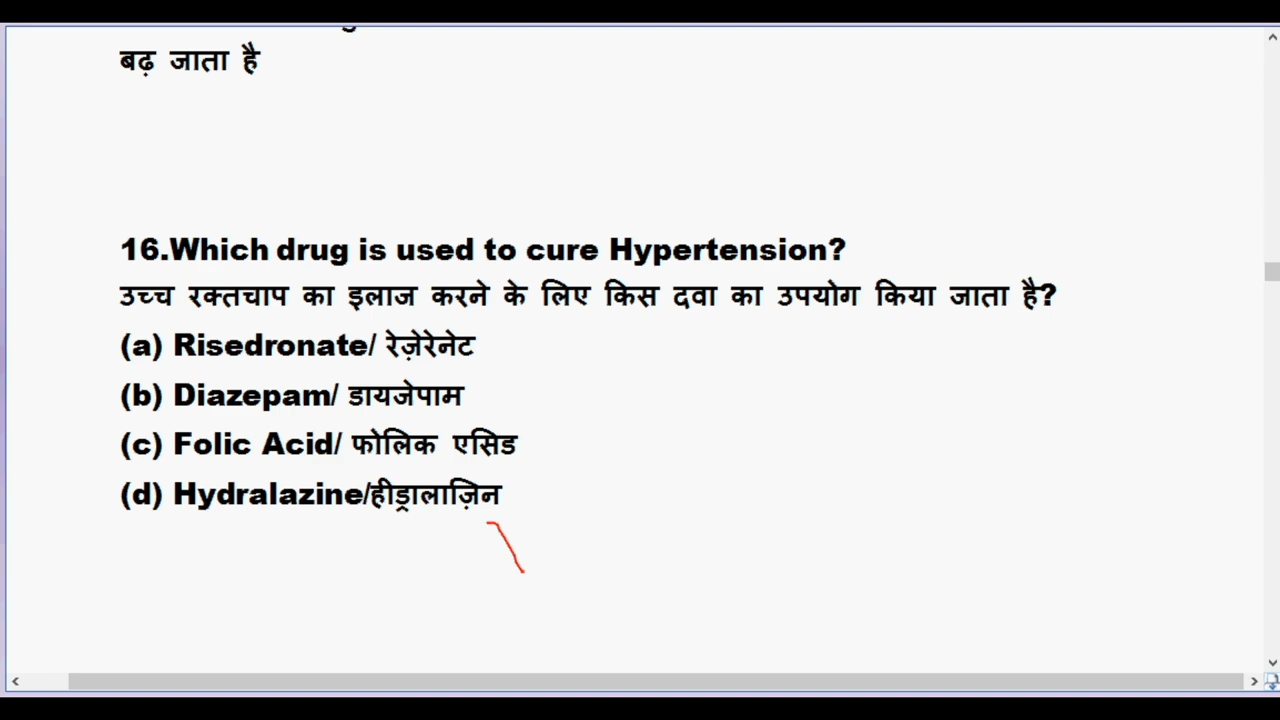 बढ़ जाता है
16.Which drug is used to cure Hypertension?
उच्च रक्तचाप का इलाज करने के लिए किस दवा का उपयोग किया जाता है?
(a) Risedronate/ रेज़ेरेनेट
(b) Diazepam/ डायजेपाम
(c) Folic Acid/ फोलिक एसिड
(d) Hydralazine/हीड्रालाज़िन